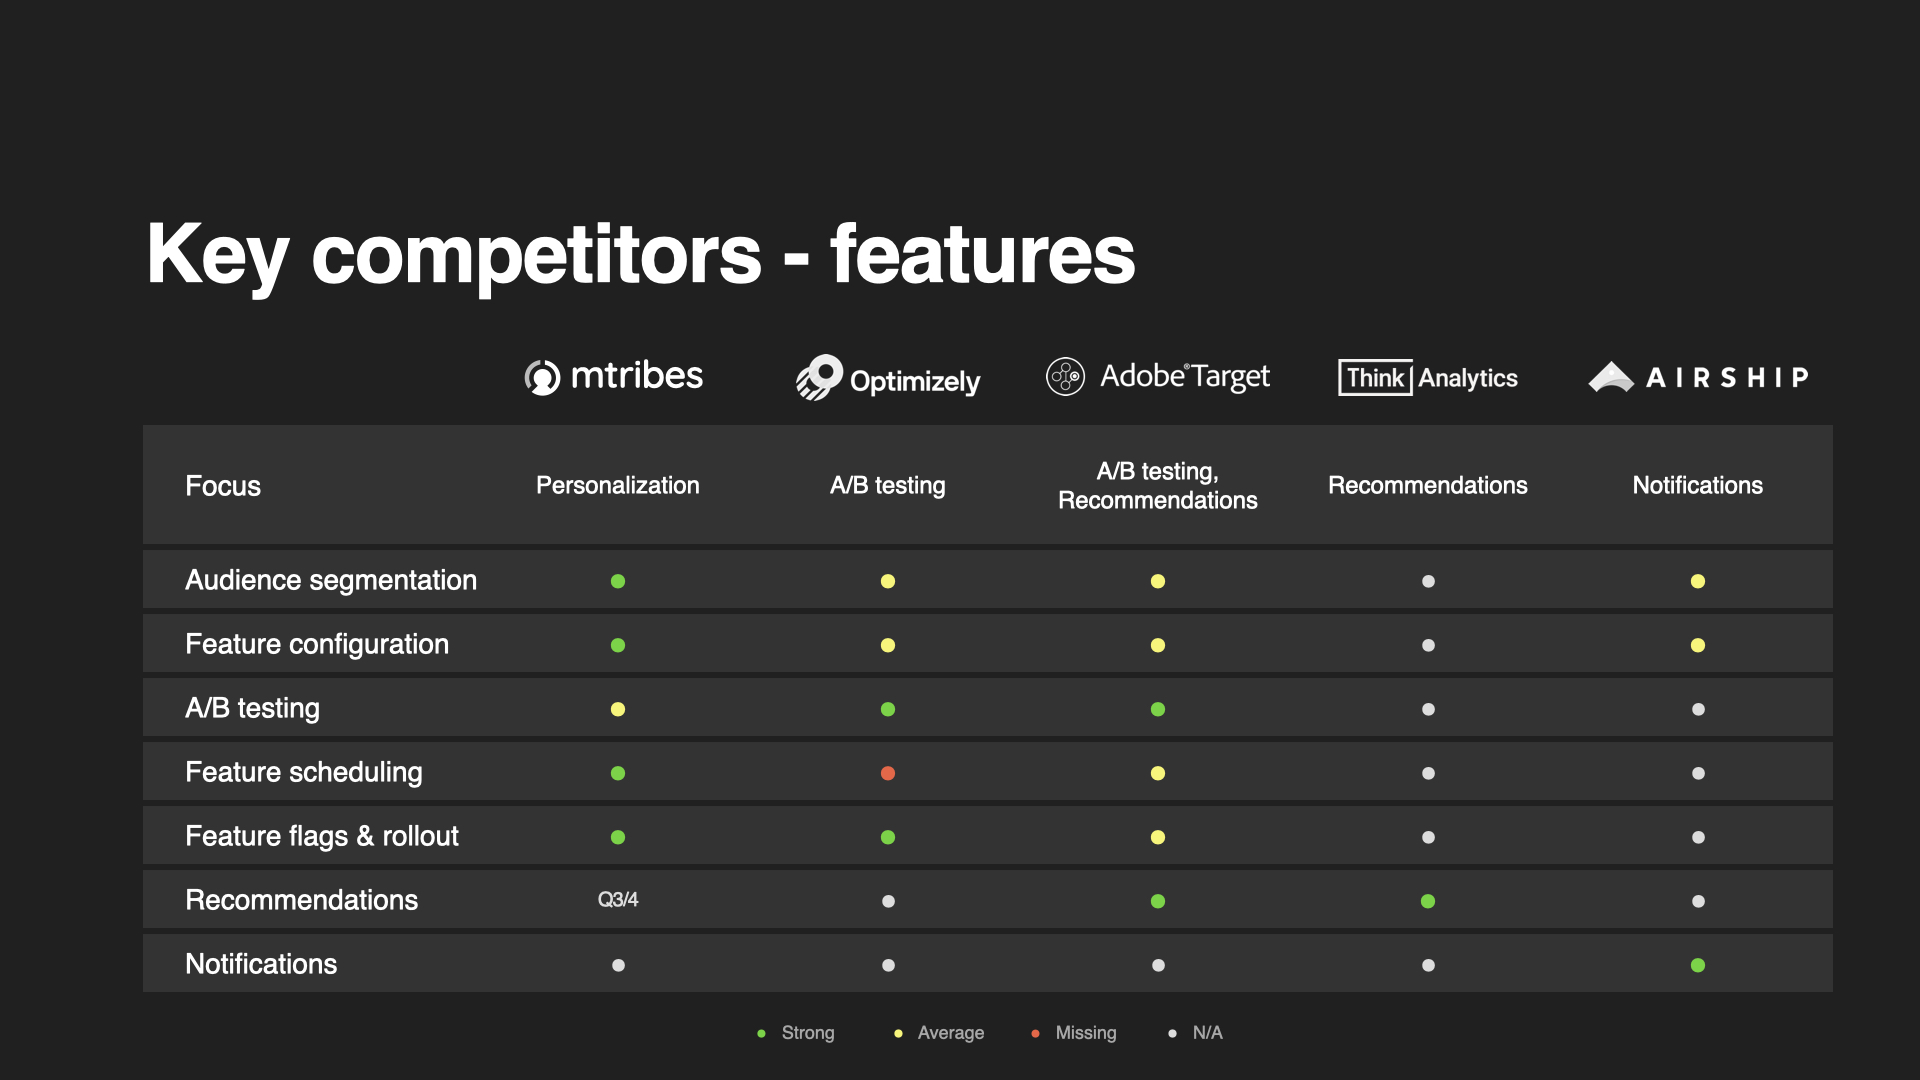 Key competitors - features
mtribes
Optimizely
Adobe® Target
Think Analytics
AIRSHIP
Focus
Personalization
A/B testing
A/B testing,
Recommendations
Recommendations
Notifications
Audience segmentation
Feature configuration
A/B testing
Feature scheduling
Feature flags & rollout
Recommendations
Q3/4
Notifications
Strong
Average
Missing
N/A